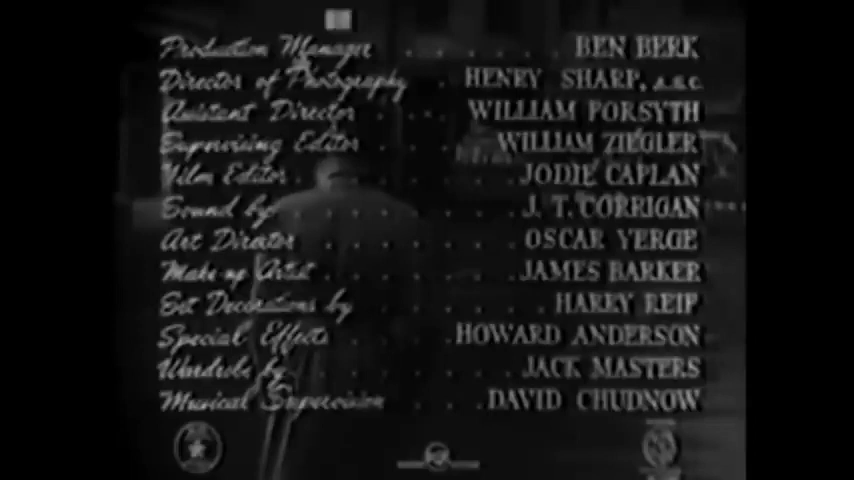 Production Manager . . . . . . BEN BERK
Director of Photography . HENRY SHARP, A.S.C.
Assistant Director . . . . WILLIAM FORSYTH
Supervising Editor . . . . WILLIAM ZIEGLER
Film Editor . . . . . . . JODIE CAPLAN
Sound by . . . . . . . . J. T. CORRIGAN
Art Director . . . . . . . OSCAR YERGE
Make-up Artist . . . . . . . JAMES BARKER
Set Decorations by . . . . . . HARRY REIF
Special Effects . . . . HOWARD ANDERSON
Wardrobe by . . . . . . . JACK MASTERS
Musical Supervision . . . DAVID CHUDNOW